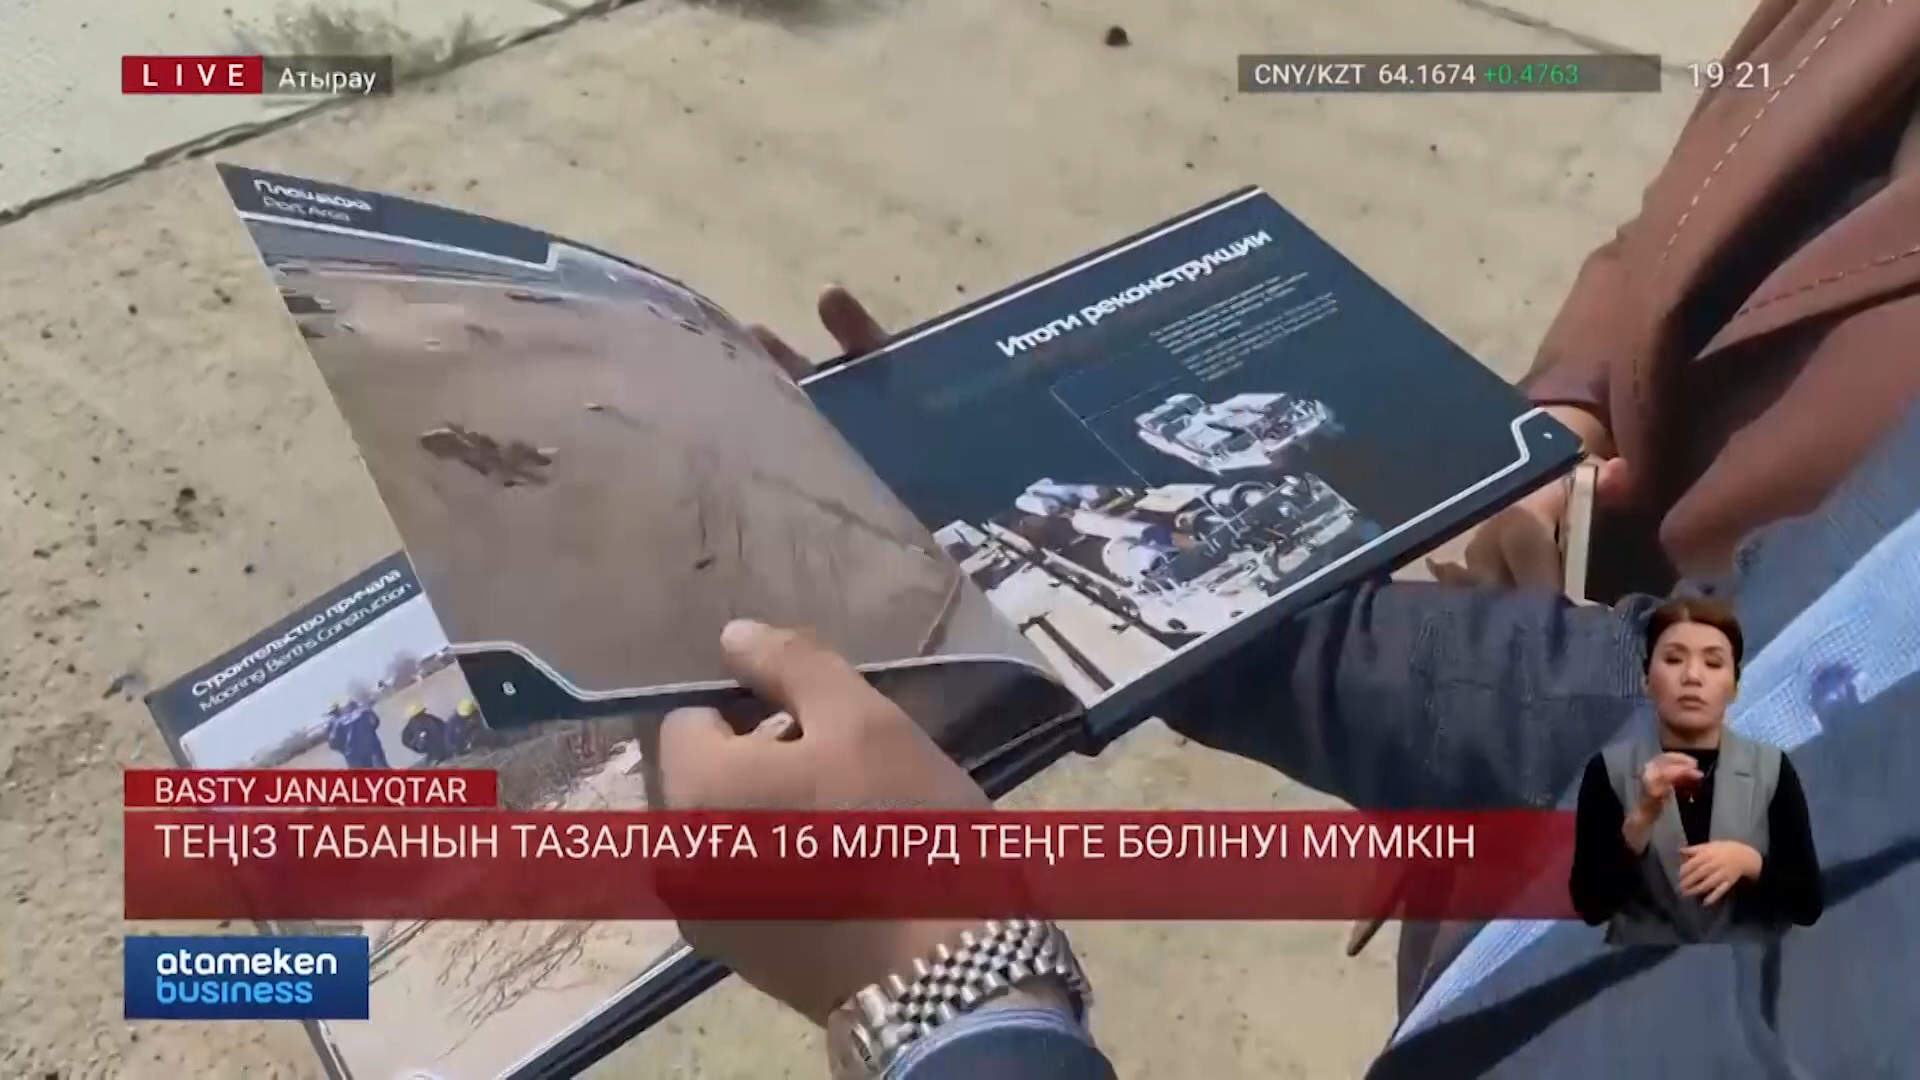 LIVE Атырау
CNY/KZT 64.1674 +0.4763
19:21
Площадка
Port Area
Итоги реконструкции
Строительство причала
Mooring Berths Construction
8
BASTY JANALYQTAR
ТЕҢІЗ ТАБАНЫН ТАЗАЛАУҒА 16 МЛРД ТЕҢГЕ БӨЛІНУІ МҮМКІН
atameken
business